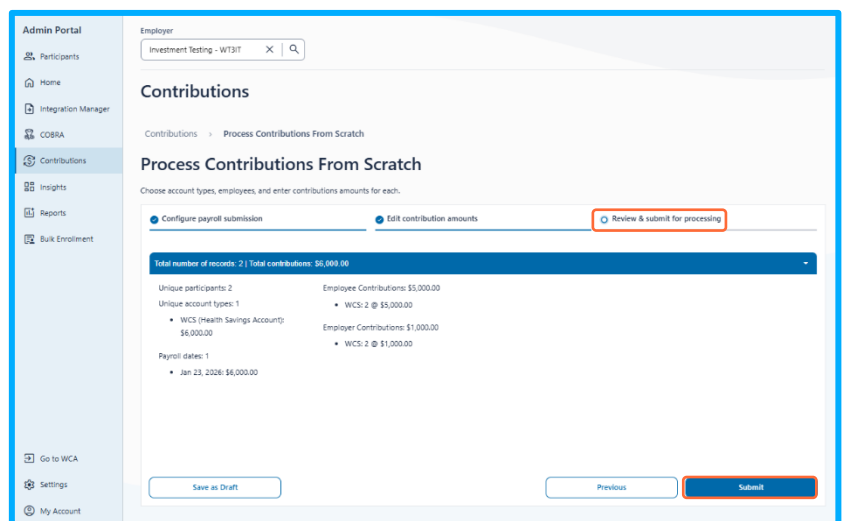 Admin Portal
Participants
Home
Integration Manager
COBRA
Contributions
Insights
Reports
Bulk Enrollment
Go to WCA
Settings
My Account
Employer
Investment Testing - WT3IT
Contributions
Contributions > Process Contributions From Scratch
Process Contributions From Scratch
Choose account types, employees, and enter contributions amounts for each.
Configure payroll submission
Edit contribution amounts
Review & submit for processing
Total number of records: 2 | Total contributions: $6,000.00
Unique participants: 2
Unique account types: 1
• WCS (Health Savings Account):
$6,000.00
Payroll dates: 1
• Jan 23, 2026: $6,000.00
Employee Contributions: $5,000.00
• WCS: 2 @ $5,000.00
Employer Contributions: $1,000.00
• WCS: 2 @ $1,000.00
Save as Draft
Previous
Submit